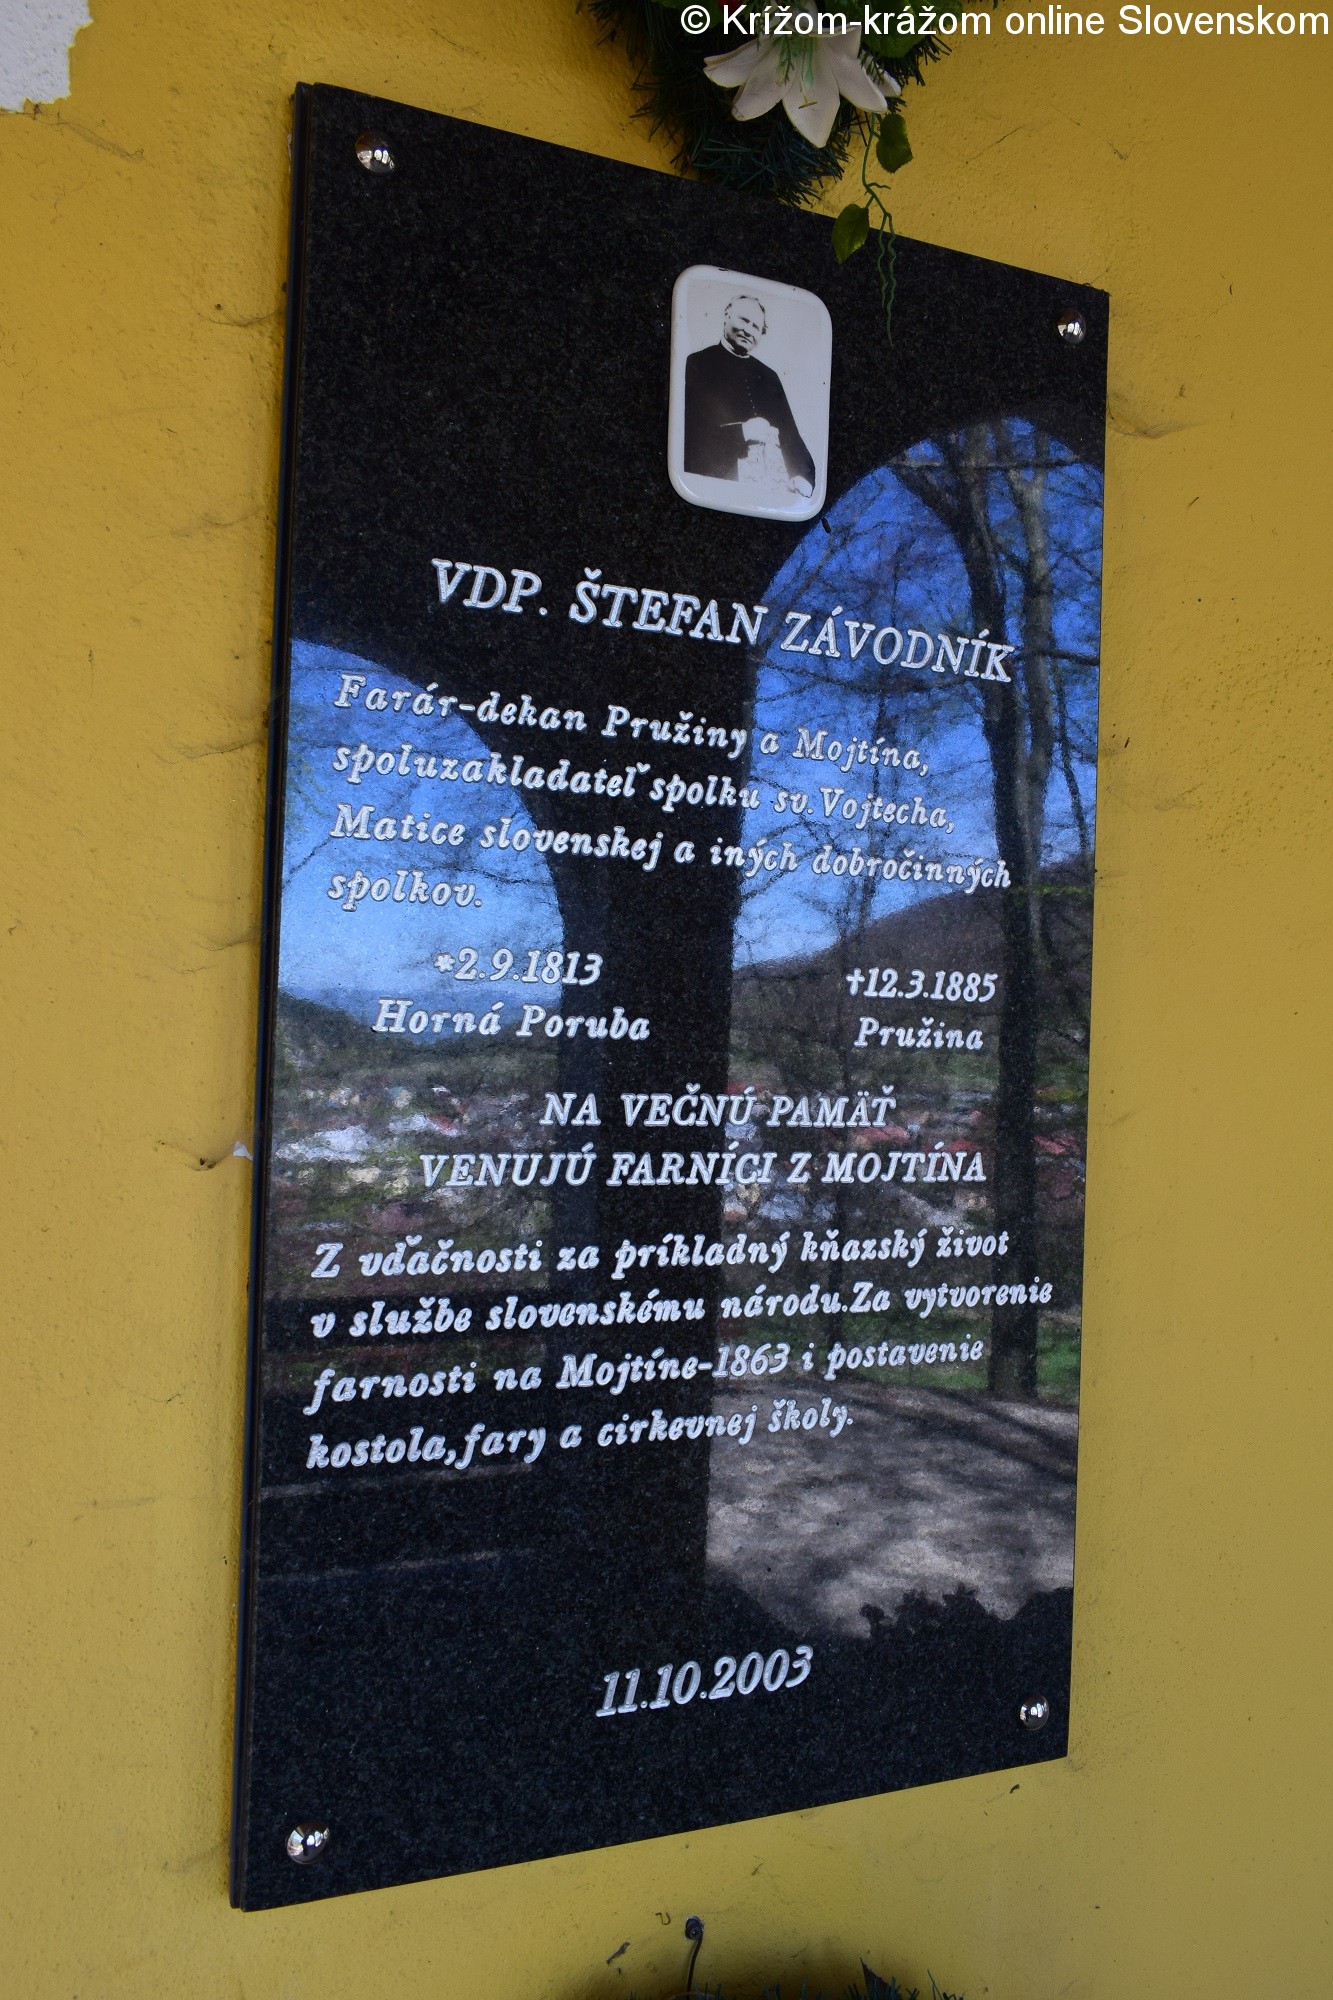 © Krížom-krážom online Slovenskom
VDP. ŠTEFAN ZÁVODNÍK
Farár-dekan Pružiny a Mojtína,
spoluzakladateľ spolku sv.Vojtecha,
Matice slovenskej a iných dobročinných
spolkov.
*2.9.1813 †12.3.1885
Horná Poruba Pružina
NA VEČNÚ PAMÄŤ
VENUJÚ FARNÍCI Z MOJTÍNA
Z vďačnosti za príkladný kňazský život
v službe slovenskému národu.Za vytvorenie
farnosti na Mojtíne-1863 i postavenie
kostola,fary a cirkevnej školy.
11.10.2003